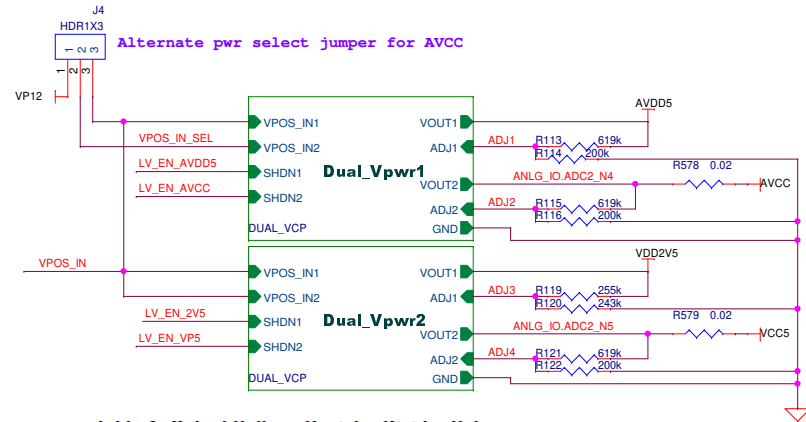 J4
HDR1X3
Alternate pwr select jumper for AVCC
1 2 3
1 2 3
VP12
AVDD5
VPOS_IN1
VOUT1
VPOS_IN_SEL
VPOS_IN2
ADJ1
ADJ1
R113
619k
R114
200k
LV_EN_AVDD5
SHDN1
Dual_Vpwr1
VOUT2
ANLG_IO.ADC2_N4
R578
0.02
AVCC
LV_EN_AVCC
SHDN2
ADJ2
ADJ2
R115
619k
R116
200k
DUAL_VCP
GND
VDD2V5
VPOS_IN
VPOS_IN1
VOUT1
VPOS_IN2
ADJ1
ADJ3
R119
255k
R120
243k
LV_EN_2V5
SHDN1
Dual_Vpwr2
VOUT2
ANLG_IO.ADC2_N5
R579
0.02
VCC5
LV_EN_VP5
SHDN2
ADJ2
ADJ4
R121
619k
R122
200k
DUAL_VCP
GND